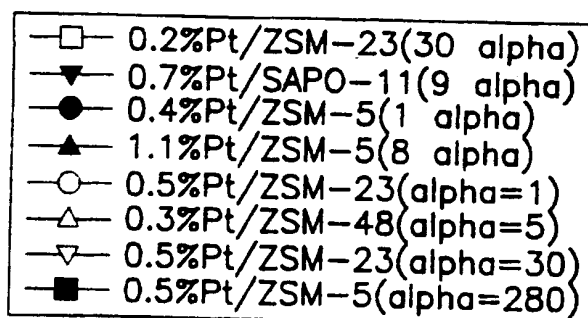 0.2%Pt/ZSM-23(30 alpha)
0.7%Pt/SAPO-11(9 alpha)
0.4%Pt/ZSM-5(1 alpha)
1.1%Pt/ZSM-5(8 alpha)
0.5%Pt/ZSM-23(alpha=1)
0.3%Pt/ZSM-48(alpha=5)
0.5%Pt/ZSM-23(alpha=30)
0.5%Pt/ZSM-5(alpha=280)